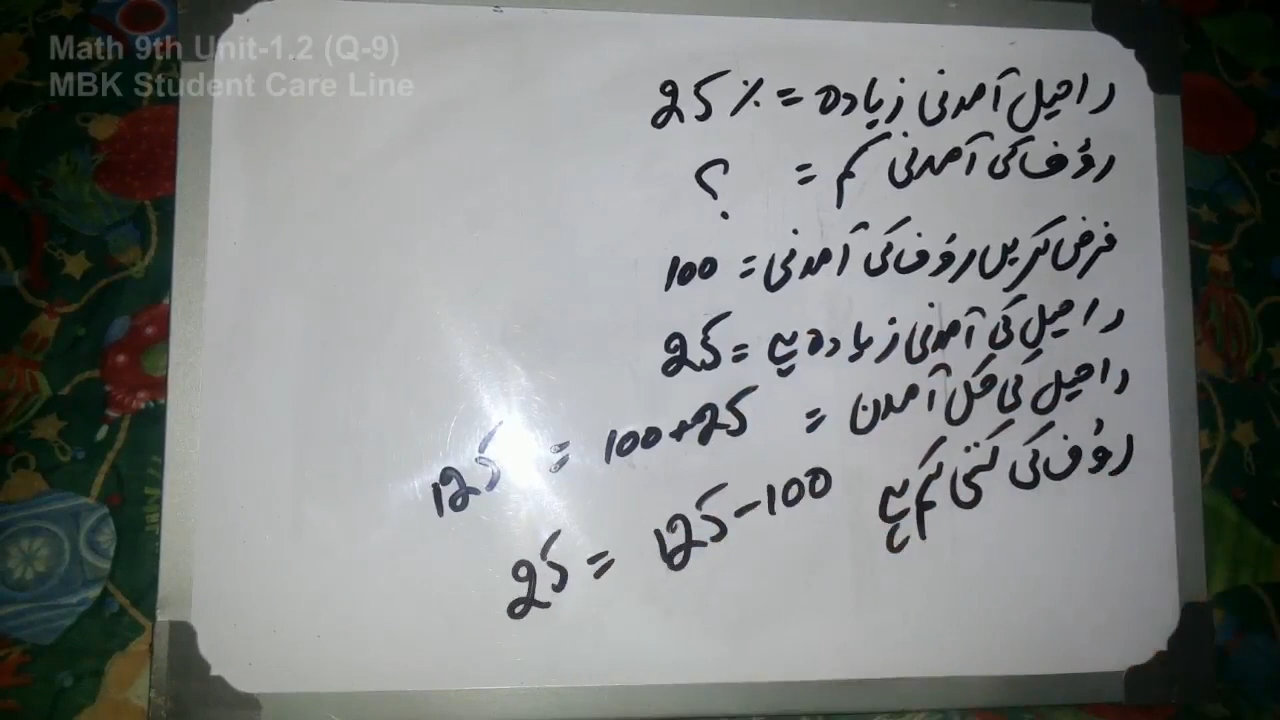 Math 9th Unit-1.2 (Q-9)
MBK Student Care Line
راحیل آمدنی زیادہ = 25٪
رؤف کی آمدنی کم = ؟
فرض کریں رؤف کی آمدنی = 100
راحیل کی آمدنی زیادہ ہے = 25
راحیل کی کل آمدن = 100+25 = 125
رؤف کی کتنی کم ہے 125-100 = 25